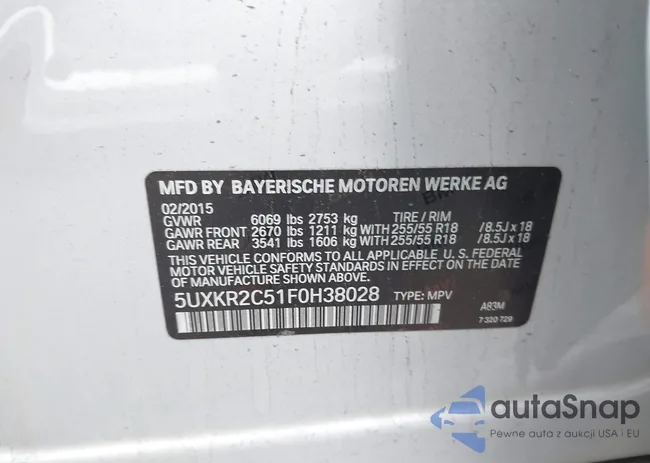 MFD BY BAYERISCHE MOTOREN WERKE AG
02/2015
GVWR 6069 lbs 2753 kg TIRE / RIM
GAWR FRONT 2670 lbs 1211 kg WITH 255/55 R18 /8.5J x 18
GAWR REAR 3541 lbs 1606 kg WITH 255/55 R18 /8.5J x 18
THIS VEHICLE CONFORMS TO ALL APPLICABLE U. S. FEDERAL
SAFETY STANDARDS IN EFFECT ON THE DATE OF
MANUFACTURE SHOWN ABOVE.
5UXKR2C51F0H38028 TYPE: MPV A83M
7 320 729
autoSnap
Pewne auta z aukcji USA i EU